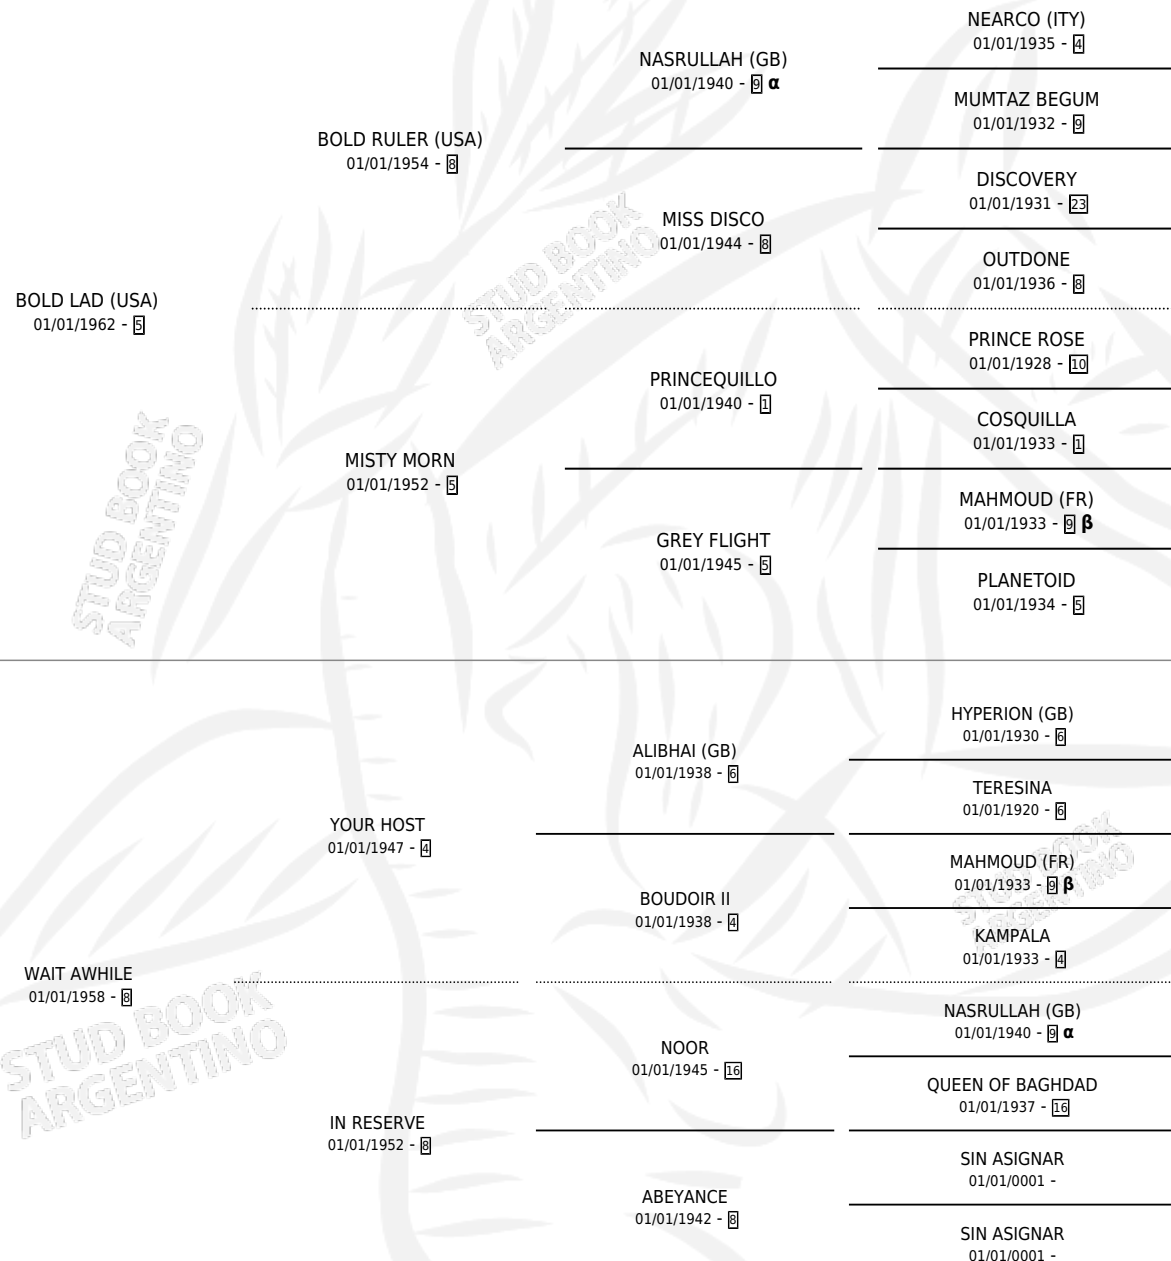 NEARCO (ITY)
01/01/1935 - 4
NASRULLAH (GB)
01/01/1940 - 9 α
MUMTAZ BEGUM
01/01/1932 - 9
BOLD RULER (USA)
01/01/1954 - 8
DISCOVERY
01/01/1931 - 23
MISS DISCO
01/01/1944 - 8
OUTDONE
01/01/1936 - 8
BOLD LAD (USA)
01/01/1962 - 5
PRINCE ROSE
01/01/1928 - 10
PRINCEQUILLO
01/01/1940 - 1
COSQUILLA
01/01/1933 - 1
MISTY MORN
01/01/1952 - 5
MAHMOUD (FR)
01/01/1933 - 9 β
GREY FLIGHT
01/01/1945 - 5
PLANETOID
01/01/1934 - 5
HYPERION (GB)
01/01/1930 - 6
ALIBHAI (GB)
01/01/1938 - 6
TERESINA
01/01/1920 - 6
YOUR HOST
01/01/1947 - 4
MAHMOUD (FR)
01/01/1933 - 9 β
BOUDOIR II
01/01/1938 - 4
KAMPALA
01/01/1933 - 4
WAIT AWHILE
01/01/1958 - 8
NASRULLAH (GB)
01/01/1940 - 9 α
NOOR
01/01/1945 - 16
QUEEN OF BAGHDAD
01/01/1937 - 16
IN RESERVE
01/01/1952 - 8
SIN ASIGNAR
01/01/0001 -
ABEYANCE
01/01/1942 - 8
SIN ASIGNAR
01/01/0001 -
STUD BOOK
ARGENTINO
STUD BOOK
ARGENTINO
STUD BOOK
ARGENTINO
STUD BOOK
ARGENTINO